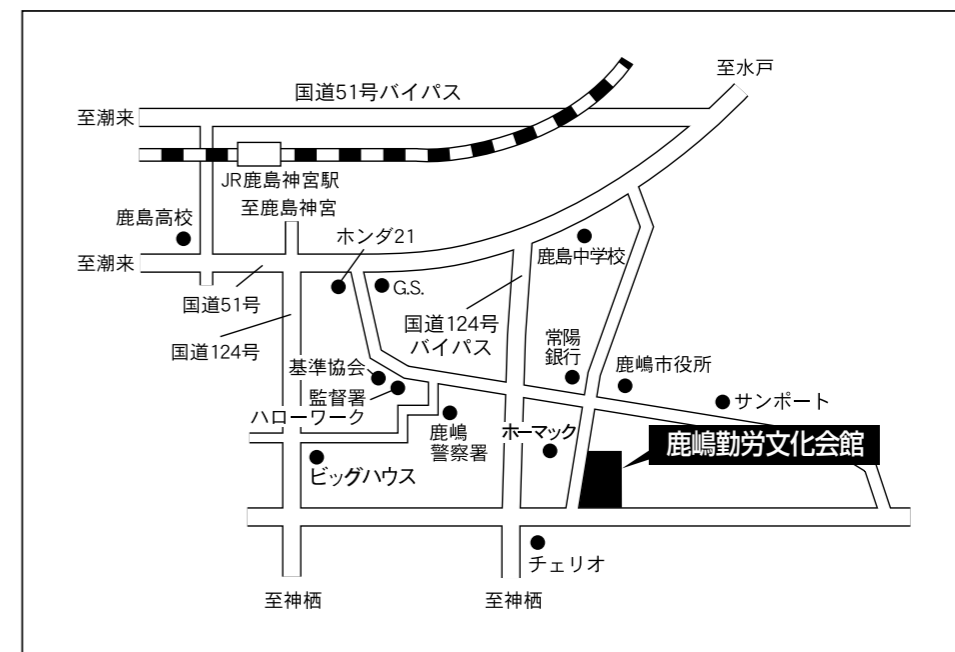 至水戸
国道51号バイパス
至潮来
JR鹿島神宮駅
至鹿島神宮
鹿島高校
ホンダ21
鹿島中学校
至潮来
G.S.
国道51号
国道124号
バイパス
国道124号
常陽
銀行
基準協会
鹿嶋市役所
監督署
サンポート
ハローワーク
鹿嶋
警察署
ホーマック
鹿嶋勤労文化会館
ビッグハウス
チェリオ
至神栖
至神栖